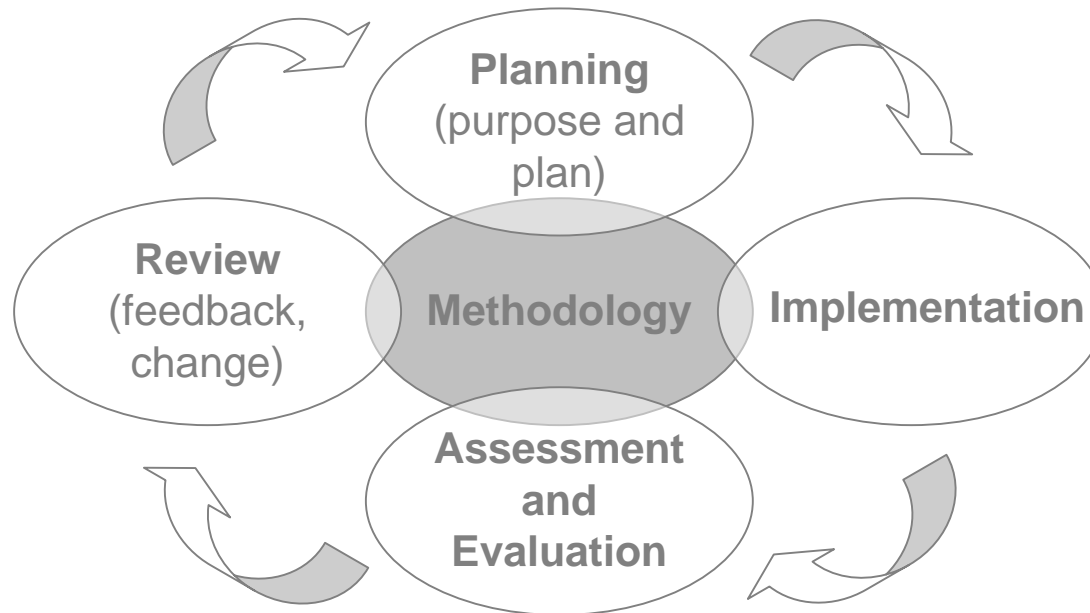 Planning
(purpose and
plan)
Review
(feedback,
change)
Methodology
Implementation
Assessment
and
Evaluation